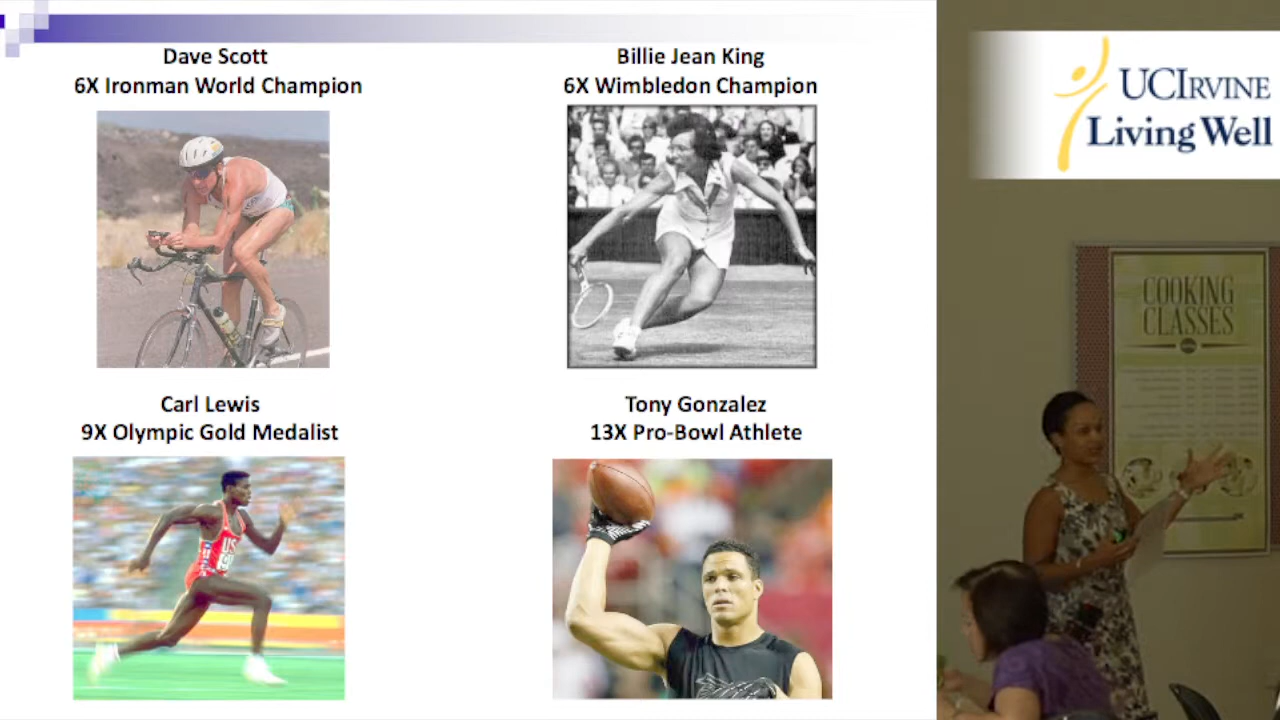 Dave Scott
6X Ironman World Champion
Billie Jean King
6X Wimbledon Champion
Carl Lewis
9X Olympic Gold Medalist
Tony Gonzalez
13X Pro-Bowl Athlete
US
UCIRVINE
Living Well
COOKING
CLASSES